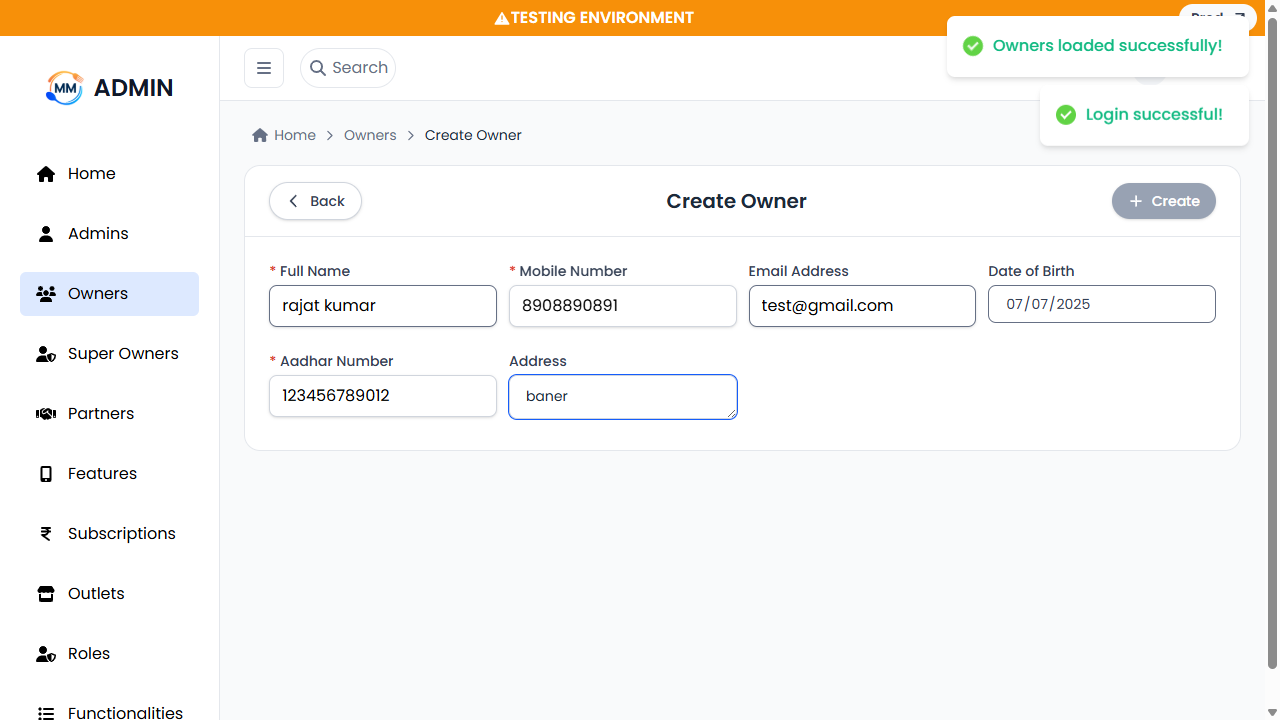 TESTING ENVIRONMENT
Owners loaded successfully!
Login successful!
MM ADMIN
Search
Home
Admins
Owners
Super Owners
Partners
Features
Subscriptions
Outlets
Roles
Functionalities
Home > Owners > Create Owner
Back
Create Owner
+ Create
* Full Name
rajat kumar
* Mobile Number
8908890891
Email Address
test@gmail.com
Date of Birth
07/07/2025
* Aadhar Number
123456789012
Address
baner